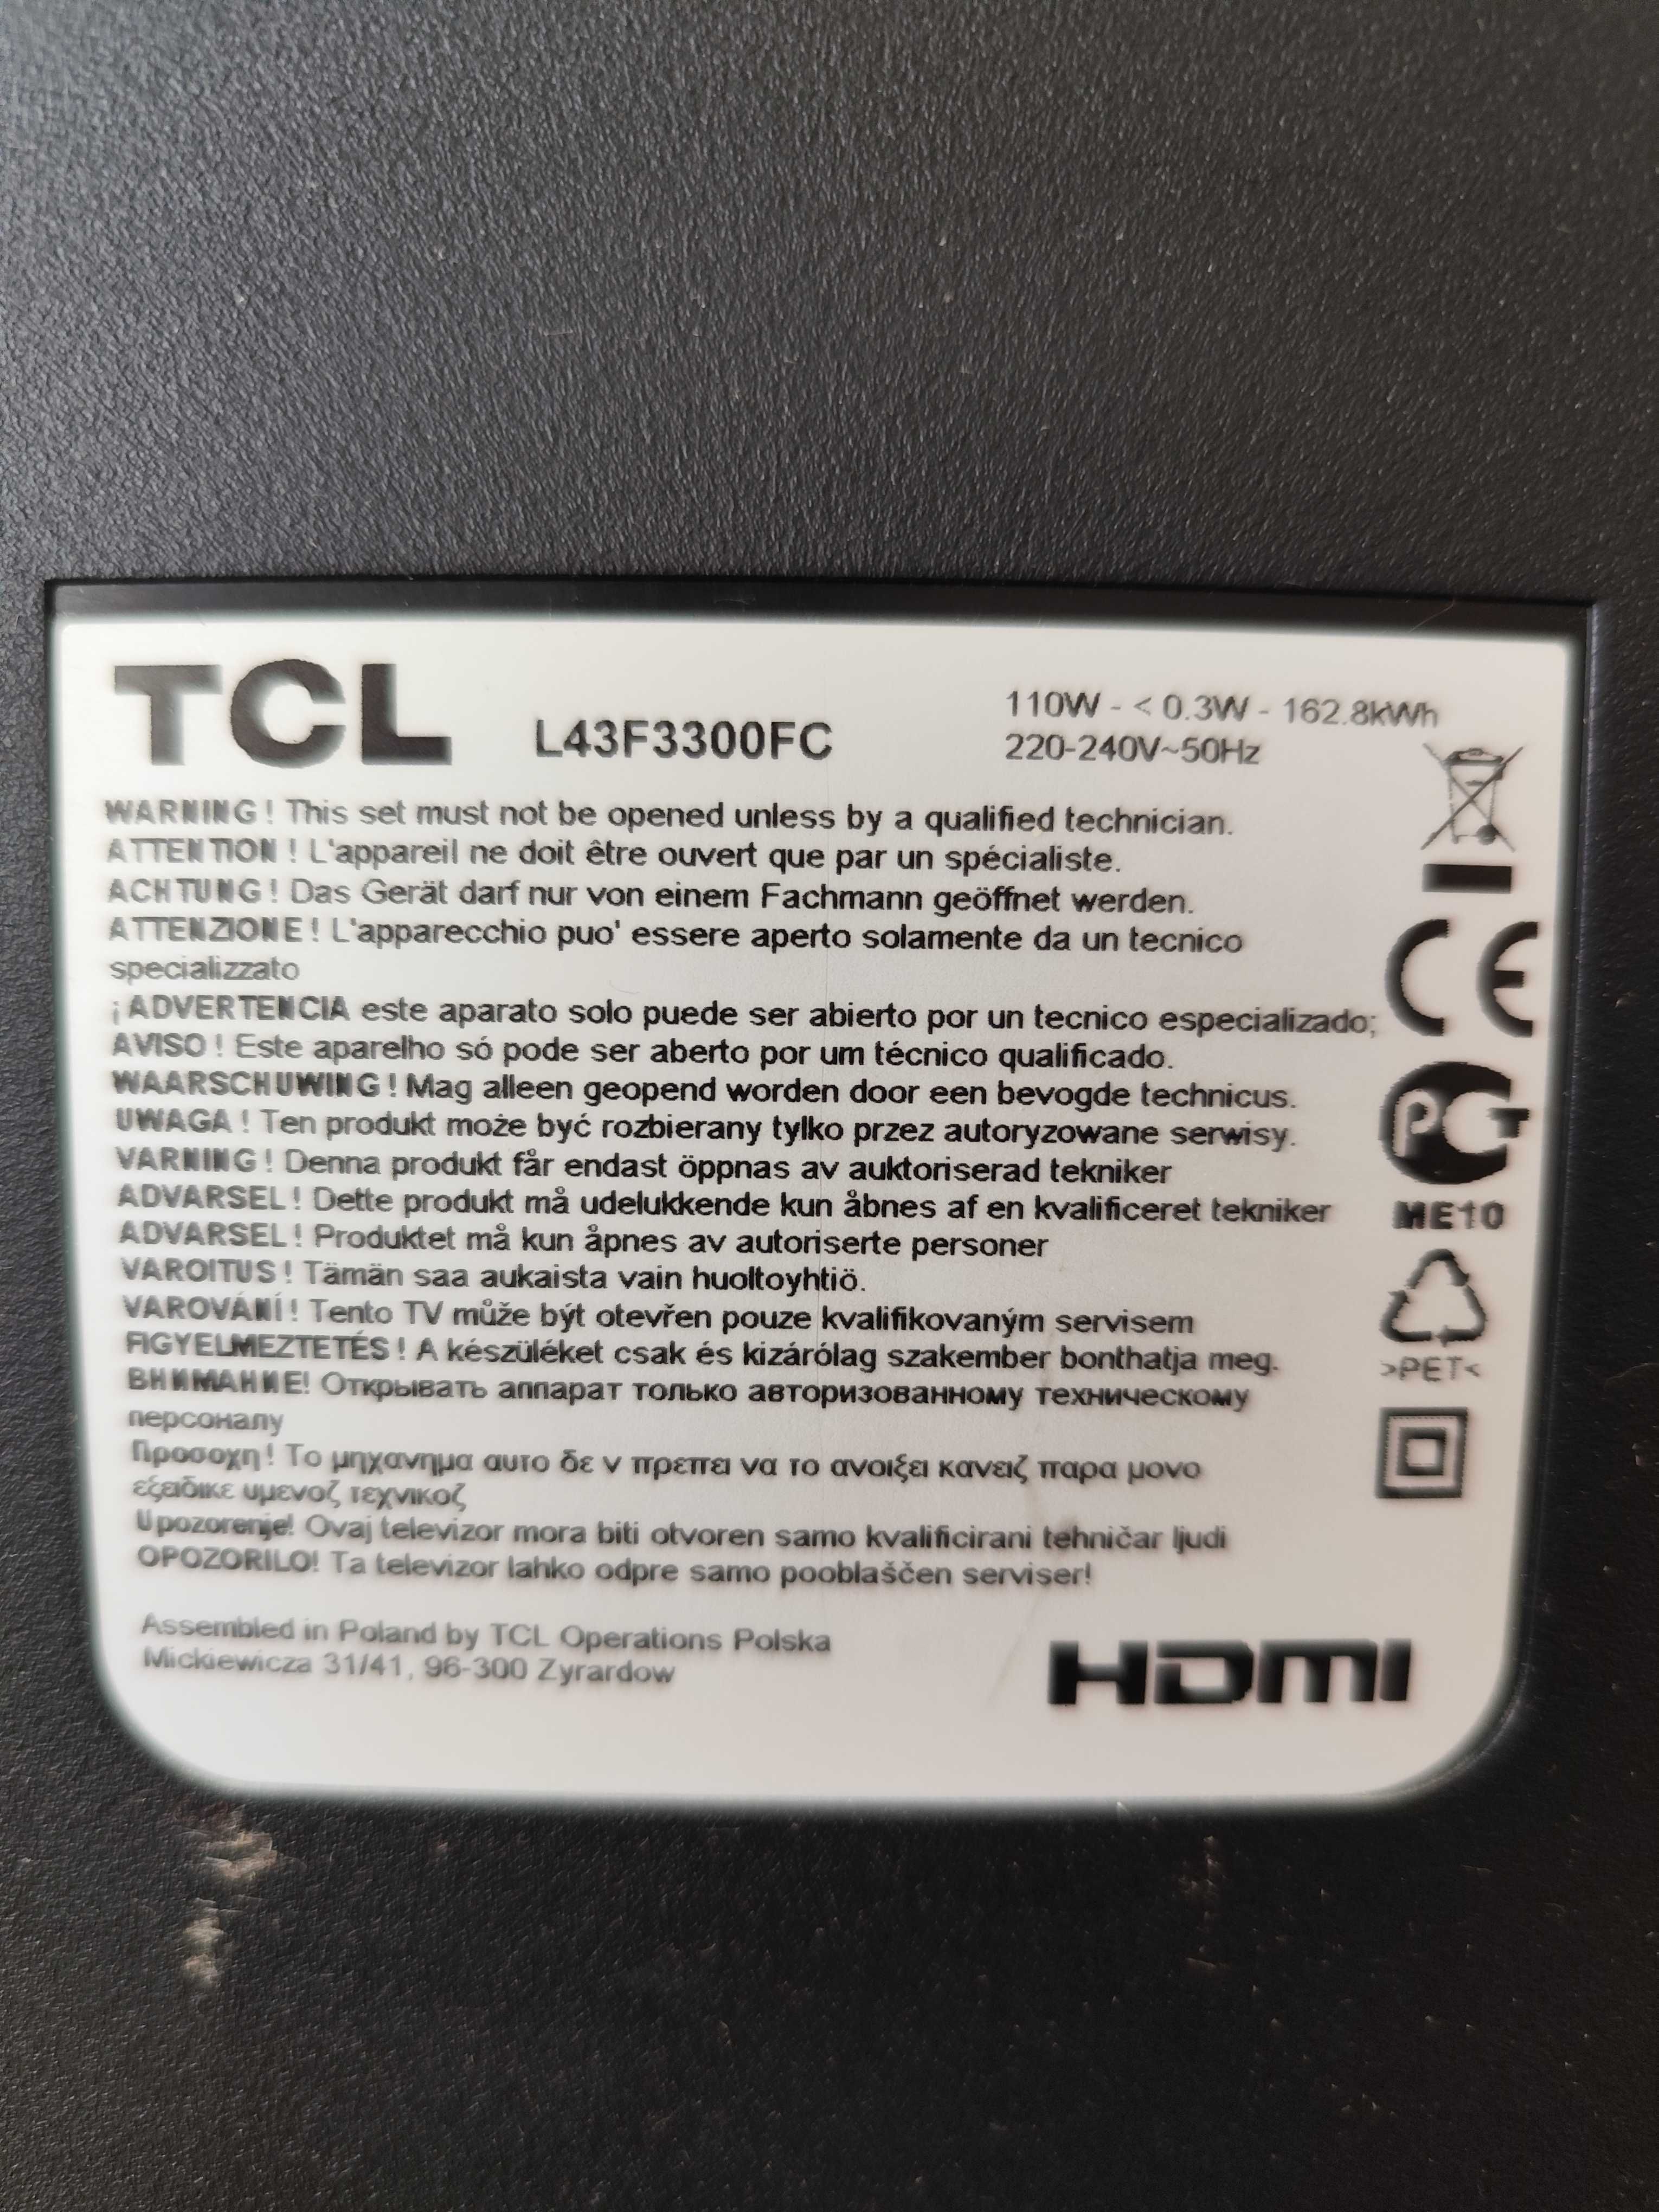 TCL L43F3300FC
110W - < 0.3W - 162.8kWh
220-240V~50Hz
WARNING! This set must not be opened unless by a qualified technician.
ATTENTION ! L'appareil ne doit être ouvert que par un spécialiste.
ACHTUNG! Das Gerät darf nur von einem Fachmann geöffnet werden.
ATTENZIONE! L'apparecchio puo' essere aperto solamente da un tecnico
specializzato
¡ADVERTENCIA este aparato solo puede ser abierto por un tecnico especializado;
AVISO ! Este aparelho só pode ser aberto por um técnico qualificado.
WAARSCHUWING! Mag alleen geopend worden door een bevogde technicus.
UWAGA ! Ten produkt może być rozbierany tylko przez autoryzowane serwisy.
VARNING! Denna produkt får endast öppnas av auktoriserad tekniker
ADVARSEL! Dette produkt må udelukkende kun åbnes af en kvalificeret tekniker
ADVARSEL! Produktet må kun åpnes av autoriserte personer
VAROITUS! Tämän saa aukaista vain huoltoyhtiö.
VAROVÁNÍ! Tento TV může být otevřen pouze kvalifikovaným servisem
FIGYELMEZTETÉS! A készüléket csak és kizárólag szakember bonthatja meg.
ВНИМАНИЕ! Открывать аппарат только авторизованному техническому
персоналу
Προσοχη! Το μηχανημα αυτο δε ν πρεπει να το ανοιξει κανειζ παρα μονο
εξειδικε υμενοζ τεχνικοζ
Upozorenje! Ovaj televizor mora biti otvoren samo kvalificirani tehničar ljudi
OPOZORILO! Ta televizor lahko odpre samo pooblaščen serviser!
Assembled in Poland by TCL Operations Polska
Mickiewicza 31/41, 96-300 Zyrardow
CE
РСТ
ME10
>PET<
HDMI